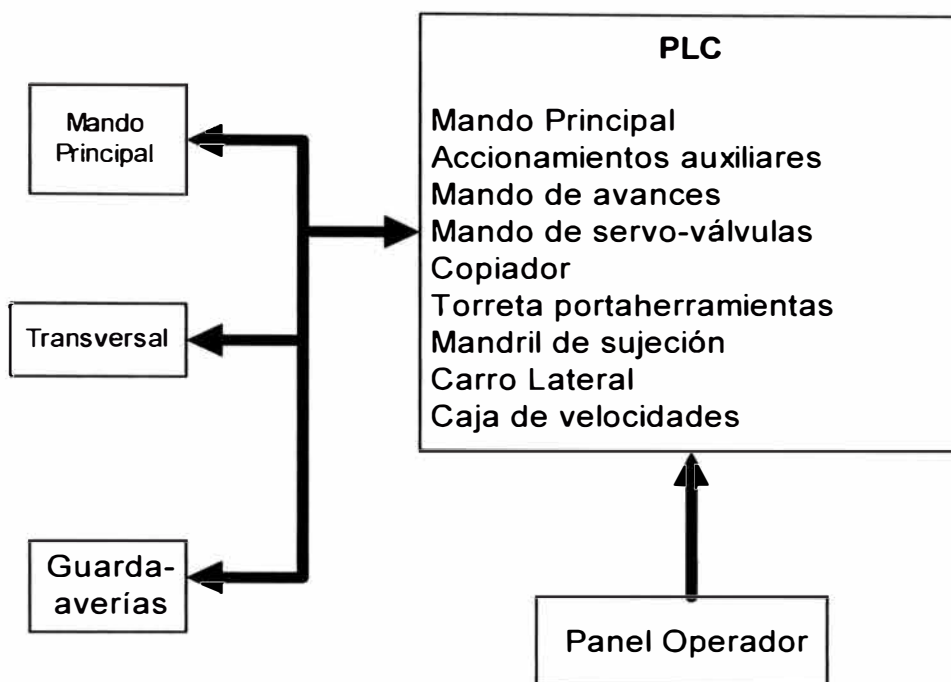 Mando
Principal
Transversal
Guarda-
averías
PLC
Mando Principal
Accionamientos auxiliares
Mando de avances
Mando de servo-válvulas
Copiador
Torreta portaherramientas
Mandril de sujeción
Carro Lateral
Caja de velocidades
Panel Operador